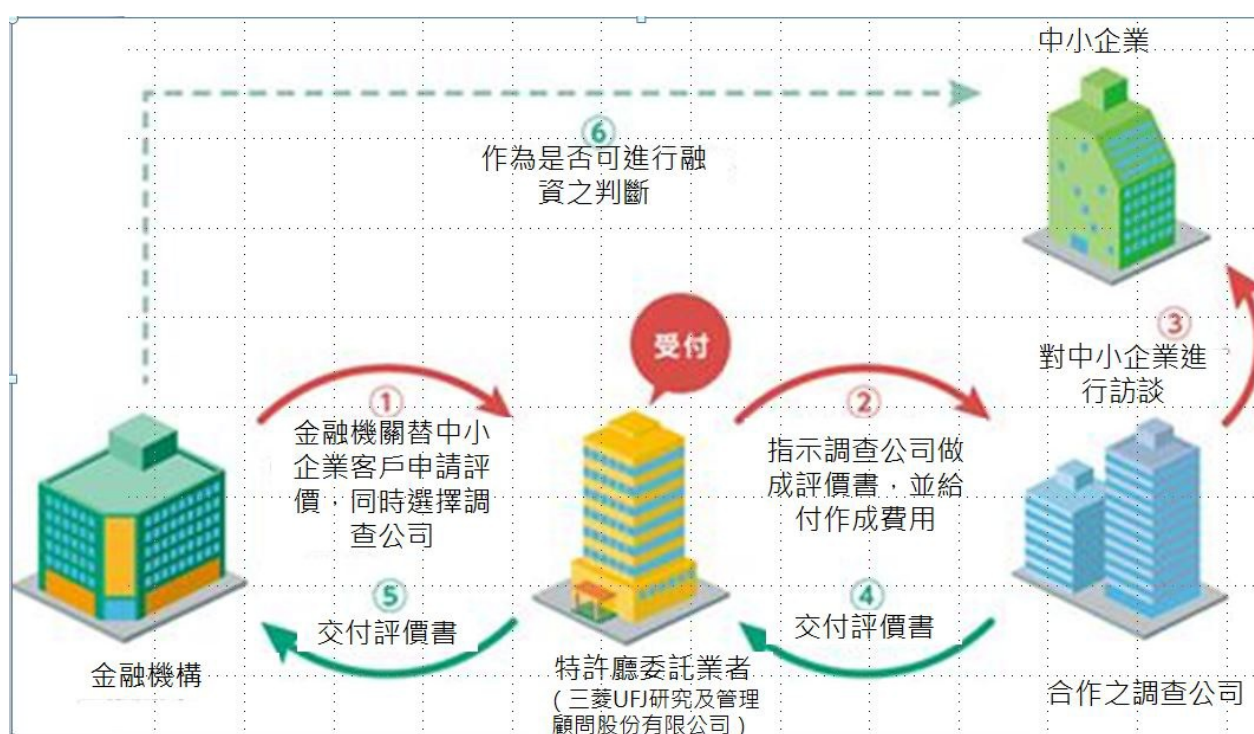 中小企業
⑥
作為是否可進行融
資之判斷
受付
③
對中小企業進
行訪談
①
金融機關替中小
企業客戶申請評
價，同時選擇調
查公司
②
指示調查公司做
成評價書，並給
付作成費用
⑤
交付評價書
④
交付評價書
金融機構
特許廳委託業者
（三菱UFJ研究及管理
顧問股份有限公司）
合作之調查公司